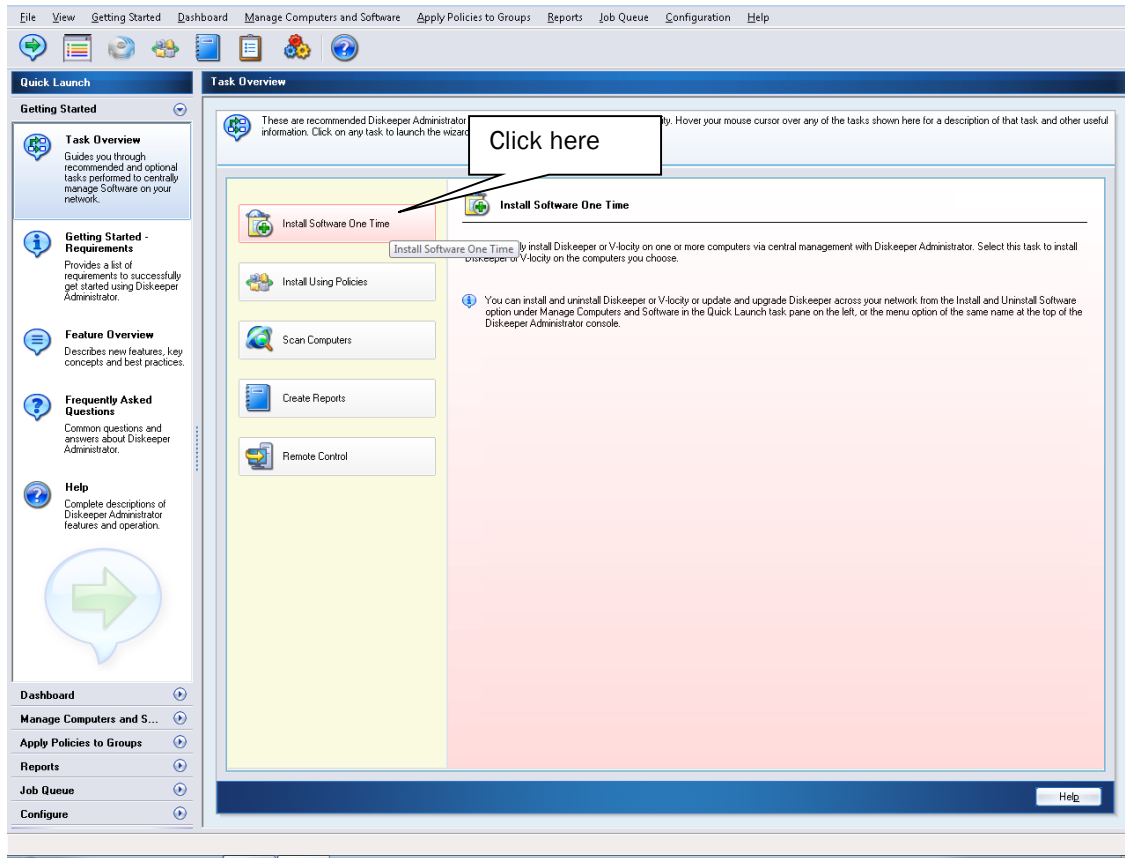 File View Getting Started Dashboard Manage Computers and Software Apply Policies to Groups Reports Job Queue Configuration Help
Quick Launch
Getting Started
Task Overview
Guides you through
recommended and optional
tasks performed to centrally
manage Software on your
network.
Getting Started -
Requirements
Provides a list of
requirements to successfully
get started using Diskeeper
Administrator.
Feature Overview
Describes new features, key
concepts and best practices.
Frequently Asked
Questions
Common questions and
answers about Diskeeper
Administrator.
Help
Complete descriptions of
Diskeeper Administrator
features and operation.
Dashboard
Manage Computers and S...
Apply Policies to Groups
Reports
Job Queue
Configure
Task Overview
These are recommended Diskeeper Hover your mouse cursor over any of the tasks shown here for a description of that task and other useful
information. Click on any task to launch the
Click here
Install Software One Time
Install Software One Time
Install Using Policies
Scan Computers
Create Reports
Remote Control
Install Software One Time
install Diskeeper or V-locity on one or more computers via central management with Diskeeper Administrator. Select this task to install
Diskeeper or V-locity on the computers you choose.
You can install and uninstall Diskeeper or V-locity or update and upgrade Diskeeper across your network from the Install and Uninstall Software
option under Manage Computers and Software in the Quick Launch task pane on the left, or the menu option of the same name at the top of the
Diskeeper Administrator console.
Help